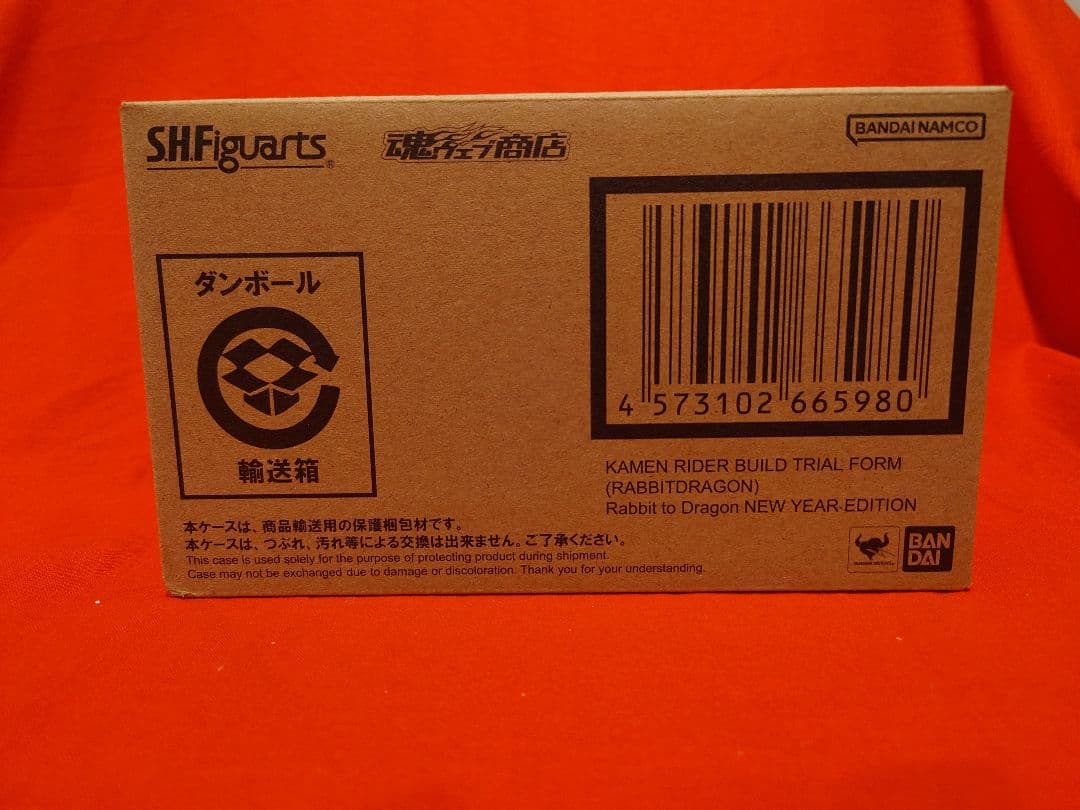 S.H.Figuarts®
魂ウェブ商店
BANDAI NAMCO
ダンボール
輸送箱
4 573102 665980
KAMEN RIDER BUILD TRIAL FORM
(RABBITDRAGON)
Rabbit to Dragon NEW YEAR EDITION
本ケースは、商品輸送用の保護梱包材です。
本ケースは、つぶれ、汚れ等による交換は出来ません。ご了承ください。
This case is used solely for the purpose of protecting product during shipment.
Case may not be exchanged due to damage or discoloration. Thank you for your understanding.
BAN
DAI